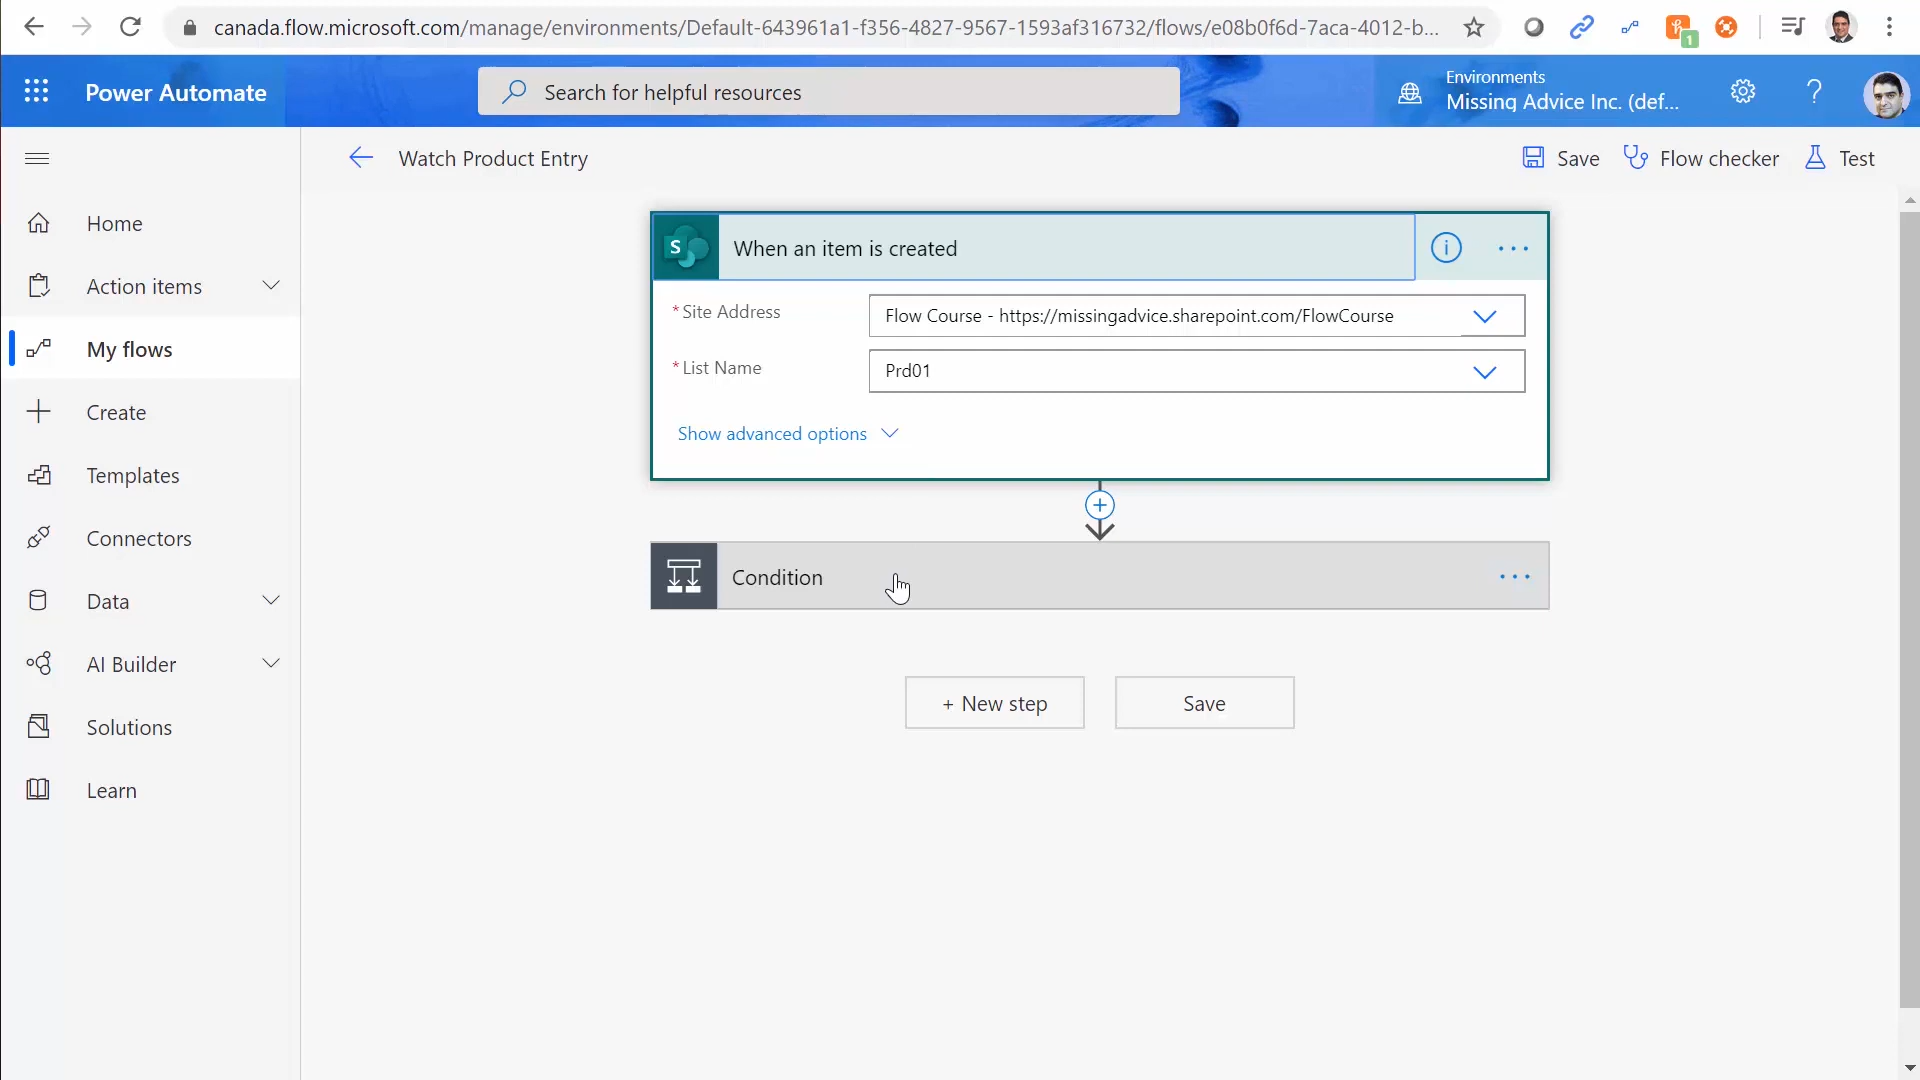 canada.flow.microsoft.com/manage/environments/Default-643961a1-f356-4827-9567-1593af316732/flows/e08b0f6d-7aca-4012-b...
1
Power Automate
Search for helpful resources
Environments
Missing Advice Inc. (def...
Watch Product Entry
Save
Flow checker
Test
Home
Action items
My flows
Create
Templates
Connectors
Data
AI Builder
Solutions
Learn
S
When an item is created
* Site Address
Flow Course - https://missingadvice.sharepoint.com/FlowCourse
* List Name
Prd01
Show advanced options
Condition
+ New step
Save